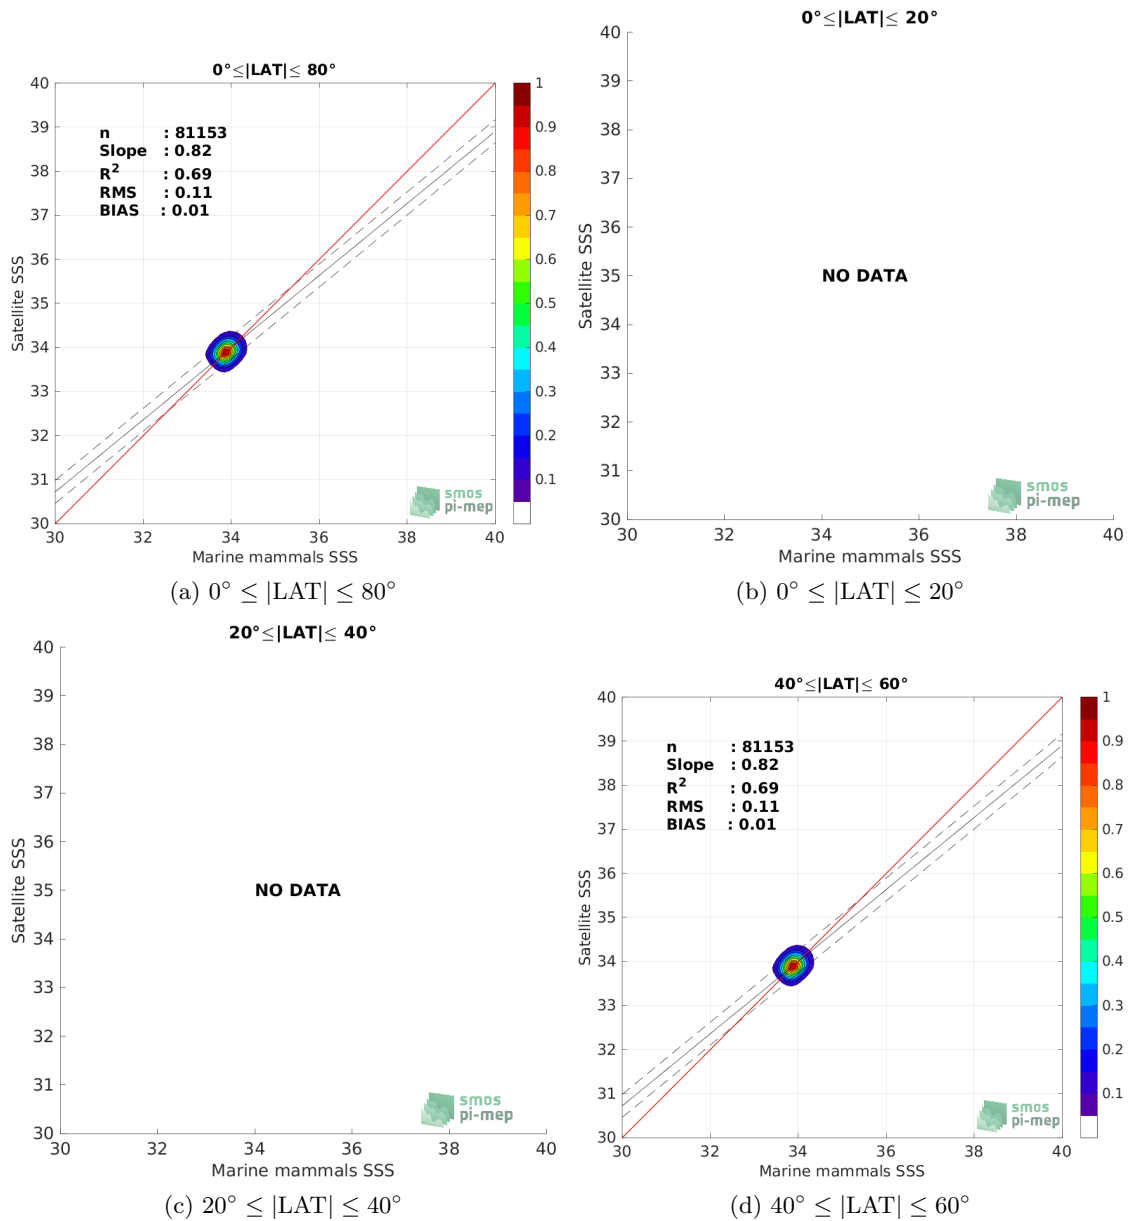 0°≤|LAT|≤ 80°
40
39
38
37
36
35
34
33
32
31
30
Satellite SSS
n : 81153
Slope : 0.82
R² : 0.69
RMS : 0.11
BIAS : 0.01
smos
pi-mep
30 32 34 36 38 40
Marine mammals SSS
1
0.9
0.8
0.7
0.6
0.5
0.4
0.3
0.2
0.1
(a) 0° ≤ |LAT| ≤ 80°
0°≤|LAT|≤ 20°
40
39
38
37
36
35
34
33
32
31
30
Satellite SSS
NO DATA
smos
pi-mep
30 32 34 36 38 40
Marine mammals SSS
(b) 0° ≤ |LAT| ≤ 20°
20°≤|LAT|≤ 40°
40
39
38
37
36
35
34
33
32
31
30
Satellite SSS
NO DATA
smos
pi-mep
30 32 34 36 38 40
Marine mammals SSS
(c) 20° ≤ |LAT| ≤ 40°
40°≤|LAT|≤ 60°
40
39
38
37
36
35
34
33
32
31
30
Satellite SSS
n : 81153
Slope : 0.82
R² : 0.69
RMS : 0.11
BIAS : 0.01
smos
pi-mep
30 32 34 36 38 40
Marine mammals SSS
1
0.9
0.8
0.7
0.6
0.5
0.4
0.3
0.2
0.1
(d) 40° ≤ |LAT| ≤ 60°